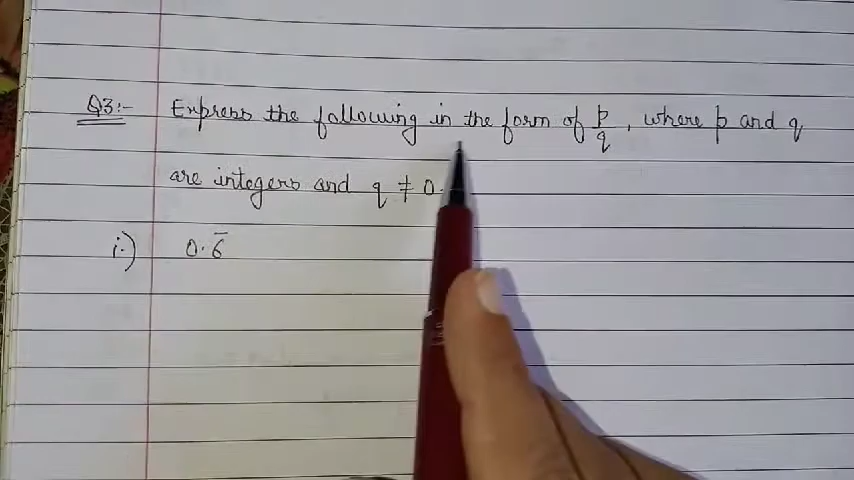 Q3:- Express the following in the form of p/q, where p and q
are integers and q ≠ 0.
i.) 0.6̅